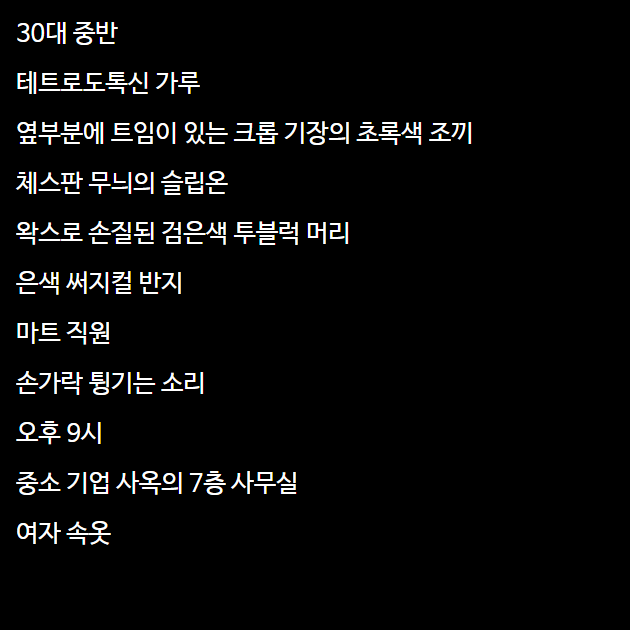 30대 중반
테트로도톡신 가루
옆부분에 트임이 있는 크롭 기장의 초록색 조끼
체스판 무늬의 슬립온
왁스로 손질된 검은색 투블럭 머리
은색 써지컬 반지
마트 직원
손가락 튕기는 소리
오후 9시
중소 기업 사옥의 7층 사무실
여자 속옷